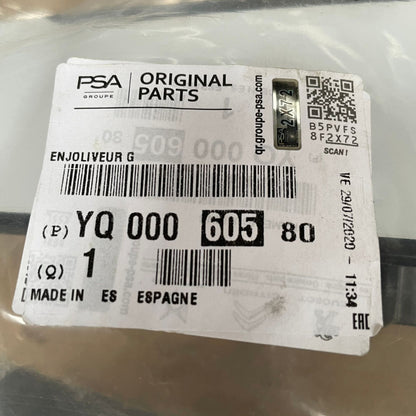 PSA
GROUPE
ORIGINAL
PARTS
qr.groupe-psa.com
2X72
B5PVFS
8F2X72
SCAN!
ENJOLIVEUR G
(P) YQ 000 605 80
(Q) 1
MADE IN ES ESPAGNE
VE 29/07/2020 - 11:34
EAC